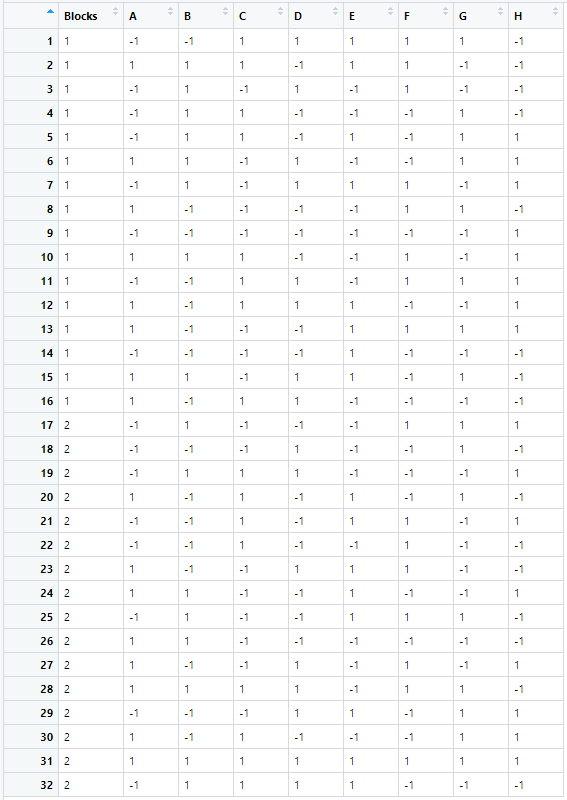 Blocks A B C D E F G H
1 1 -1 -1 1 1 1 1 1 -1
2 1 1 1 1 -1 1 1 -1 -1
3 1 -1 1 -1 1 -1 1 -1 -1
4 1 -1 1 1 -1 -1 -1 1 -1
5 1 -1 1 1 -1 1 -1 1 1
6 1 1 1 -1 1 -1 -1 1 1
7 1 -1 1 -1 1 1 1 -1 1
8 1 1 -1 -1 -1 -1 1 1 -1
9 1 -1 -1 -1 -1 -1 -1 -1 1
10 1 1 1 1 -1 -1 1 -1 1
11 1 -1 -1 1 1 -1 1 1 1
12 1 1 -1 1 1 1 -1 -1 1
13 1 1 -1 -1 -1 1 1 1 1
14 1 -1 -1 -1 -1 1 -1 -1 -1
15 1 1 1 -1 1 1 -1 1 -1
16 1 1 -1 1 1 -1 -1 -1 -1
17 2 -1 1 -1 -1 -1 1 1 1
18 2 -1 -1 -1 1 -1 -1 1 -1
19 2 -1 1 1 1 -1 -1 -1 1
20 2 1 -1 1 -1 1 -1 1 -1
21 2 -1 -1 1 -1 1 1 -1 1
22 2 -1 -1 1 -1 -1 1 -1 -1
23 2 1 -1 -1 1 1 1 -1 -1
24 2 1 1 -1 -1 1 -1 -1 1
25 2 -1 1 -1 -1 1 1 1 -1
26 2 1 1 -1 -1 -1 -1 -1 -1
27 2 1 -1 -1 1 -1 1 -1 1
28 2 1 1 1 1 -1 1 1 -1
29 2 -1 -1 -1 1 1 -1 1 1
30 2 1 -1 1 -1 -1 -1 1 1
31 2 1 1 1 1 1 1 1 1
32 2 -1 1 1 1 1 -1 -1 -1